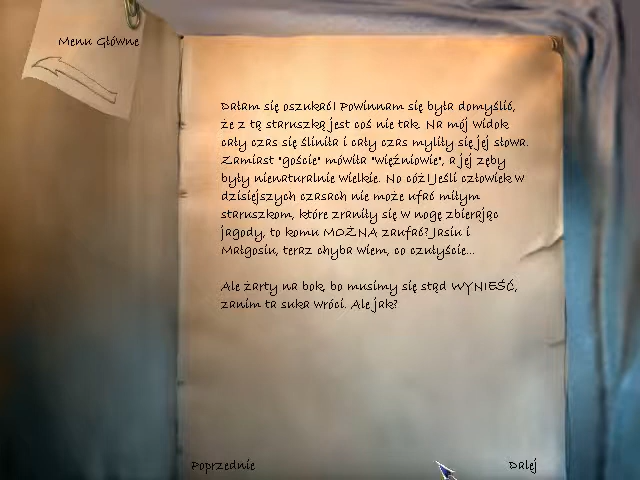 Menu Główne
Dałam się oszukać! Powinnam się była domyślić,
że z tą staruszką jest coś nie tak. Na mój widok
cały czas się śliniła i cały czas myliły się jej słowa.
Zamiast "goście" mówiła "więźniowie", a jej zęby
były nienaturalnie wielkie. No cóż! Jeśli człowiek w
dzisiejszych czasach nie może ufać miłym
staruszkom, które zraniły się w nogę zbierając
jagody, to komu MOŻNA zaufać? Jasiu i
Małgosiu, teraz chyba wiem, co czułyście...
Ale żarty na bok, bo musimy się stąd WYNIEŚĆ,
zanim ta suka wróci. Ale jak?
Poprzednie
Dalej